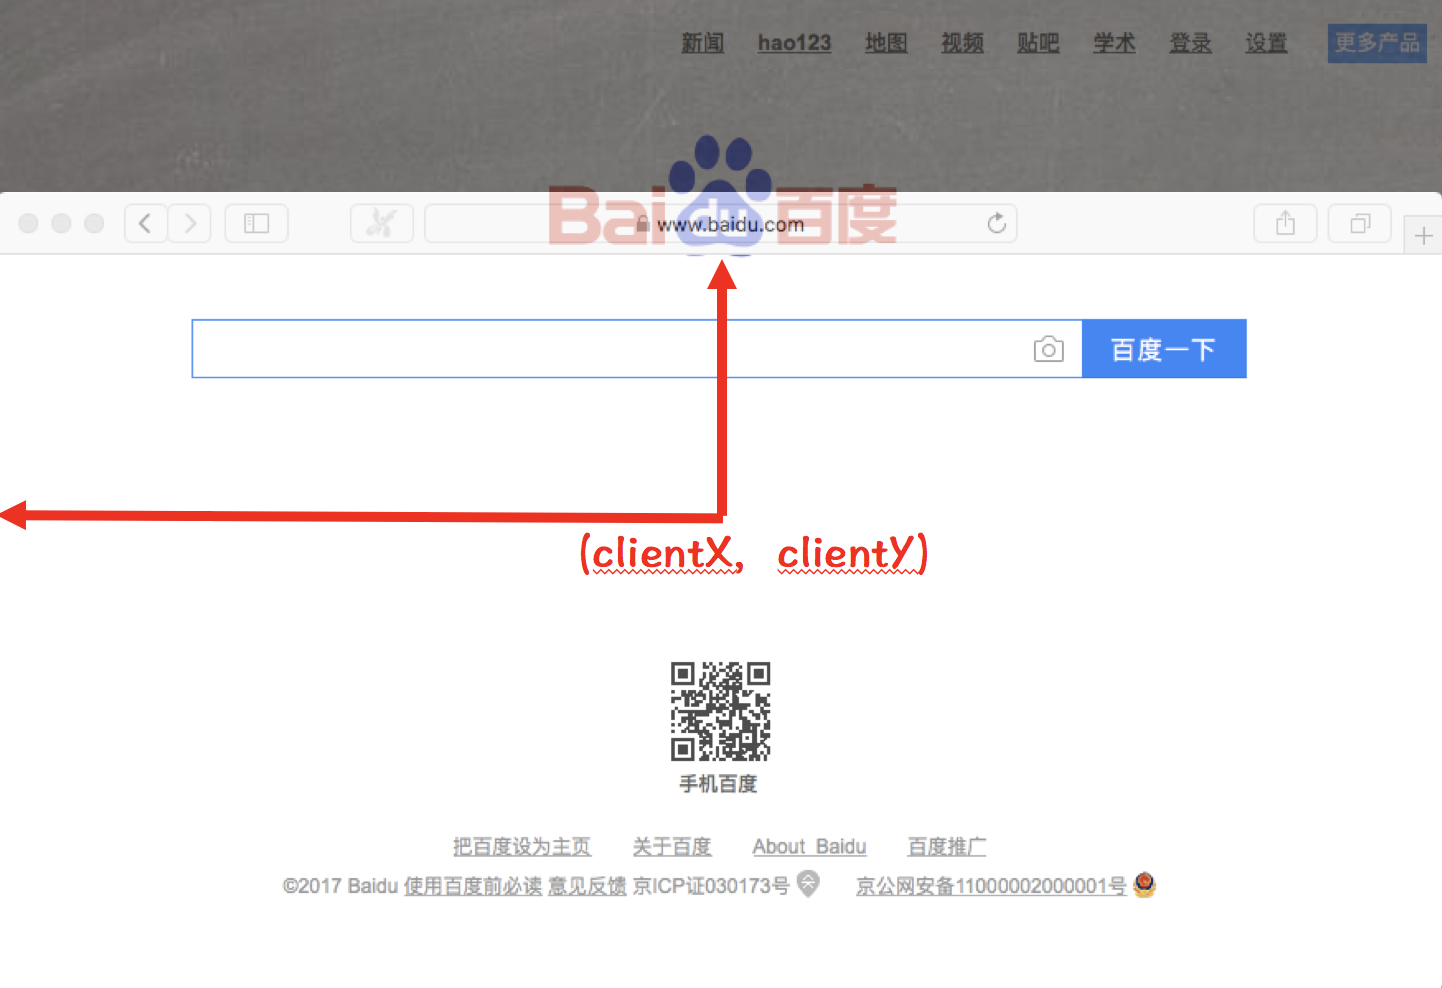 新闻 hao123 地图 视频 贴吧 学术 登录 设置 更多产品
Bai du 百度
www.baidu.com
百度一下
(clientX, clientY)
手机百度
把百度设为主页 关于百度 About Baidu 百度推广
©2017 Baidu 使用百度前必读 意见反馈 京ICP证030173号 京公网安备11000002000001号